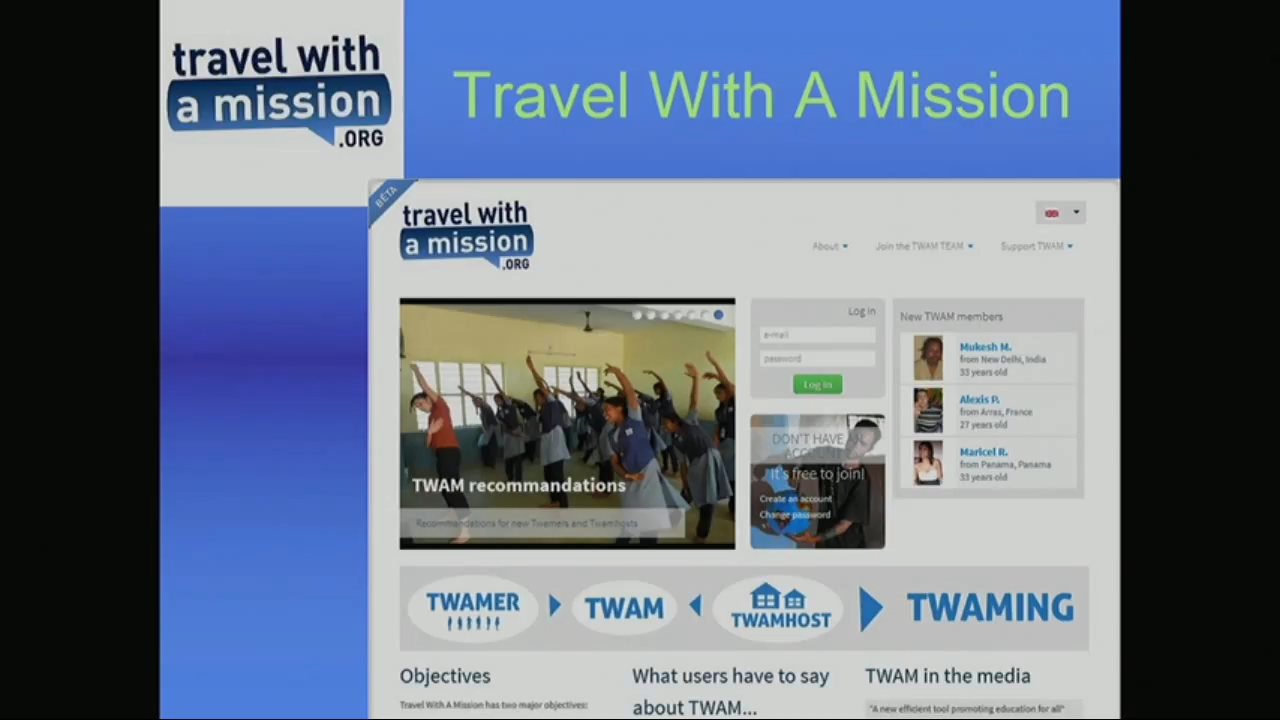 travel with
a mission
.ORG
Travel With A Mission
BÉTA
travel with
a mission
.ORG
About
Join the TWAM TEAM
Support TWAM
TWAM recommandations
Recommandations for new Twamers and Twamhosts
Log in
e-mail
password
Log in
DON'T HAVE AN
ACCOUNT
It's free to join!
Create an account
Change password
New TWAM members
Mukesh M.
from New Delhi, India
33 years old
Alexis P.
from Arras, France
27 years old
Maricel R.
from Panama, Panama
33 years old
TWAMER
TWAM
TWAMHOST
TWAMING
Objectives
Travel With A Mission has two major objectives:
What users have to say
about TWAM...
TWAM in the media
"A new efficient tool promoting education for all"